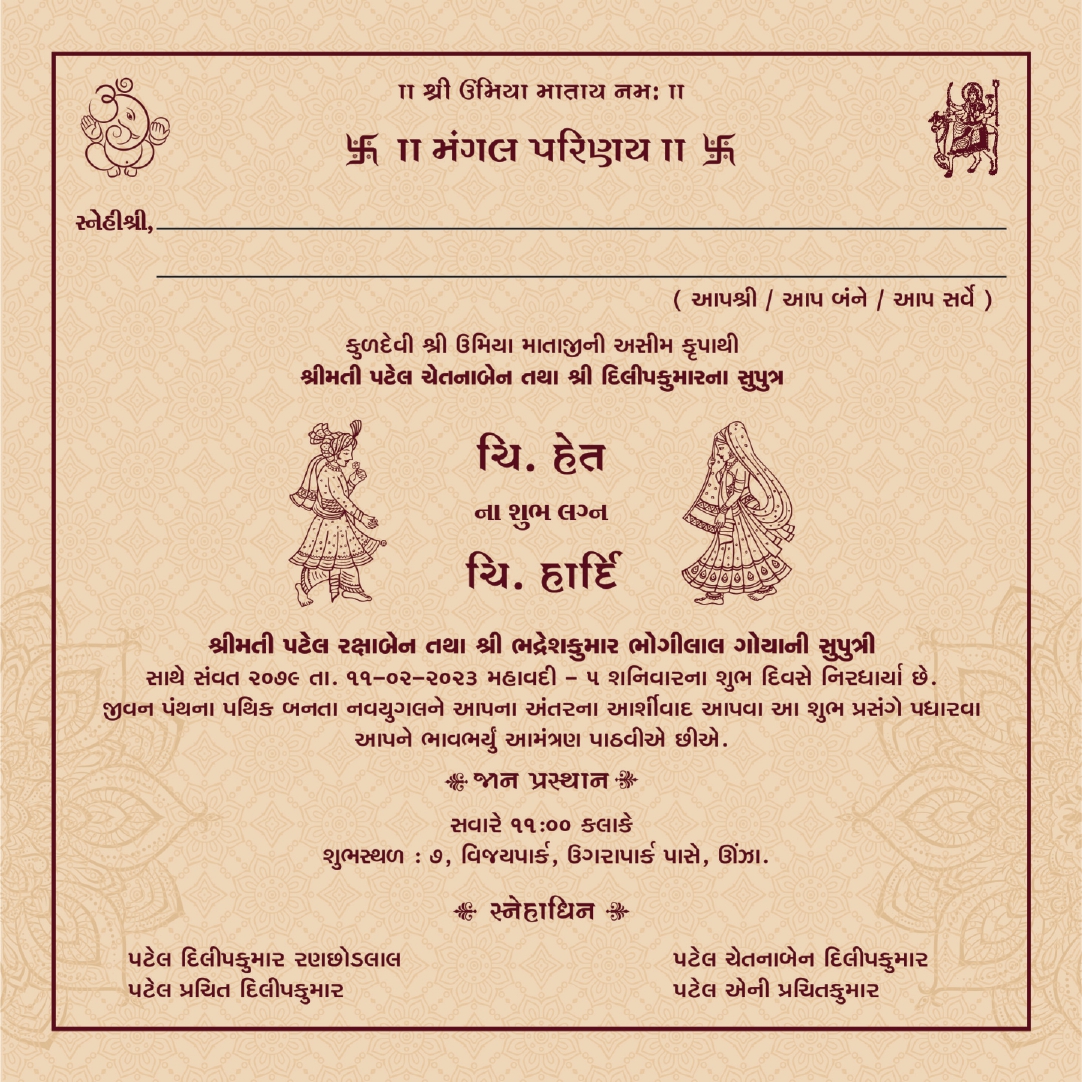 ।। શ્રી ઉંમિયા માતાય નમઃ ।।
卐 ।। મંગલ પરિણય ।। 卐
સ્નેહીશ્રી,
( આપશ્રી / આપ બંને / આપ સર્વે )
કુળદેવી શ્રી ઉમિયા માતાજીની અસીમ કૃપાથી
શ્રીમતી પટેલ ચેતનાબેન તથા શ્રી દિલીપકુમારના સુપુત્ર
ચિ. હેત
ના શુભ લગ્ન
ચિ. હાર્દિ
શ્રીમતી પટેલ રક્ષાબેન તથા શ્રી ભદ્રેશકુમાર ભોગીલાલ ગોયાની સુપુત્રી
સાથે સંવત ૨૦૭૯ તા. ૧૧-૦૨-૨૦૨૩ મહાવદી - ૫ શનિવારના શુભ દિવસે નિરધાર્યા છે.
જીવન પંથના પથિક બનતા નવયુગલને આપના અંતરના આર્શીવાદ આપવા આ શુભ પ્રસંગે પધારવા
આપને ભાવભર્યું આમંત્રણ પાઠવીએ છીએ.
જાન પ્રસ્થાન
સવારે ૧૧:૦૦ કલાકે
શુભસ્થળ : ૭, વિજયપાર્ક, ઉગરાપાર્ક પાસે, ઊંઝા.
સ્નેહાધિન
પટેલ દિલીપકુમાર રણછોડલાલ
પટેલ પ્રચિત દિલીપકુમાર
પટેલ ચેતનાબેન દિલીપકુમાર
પટેલ એની પ્રચિતકુમાર